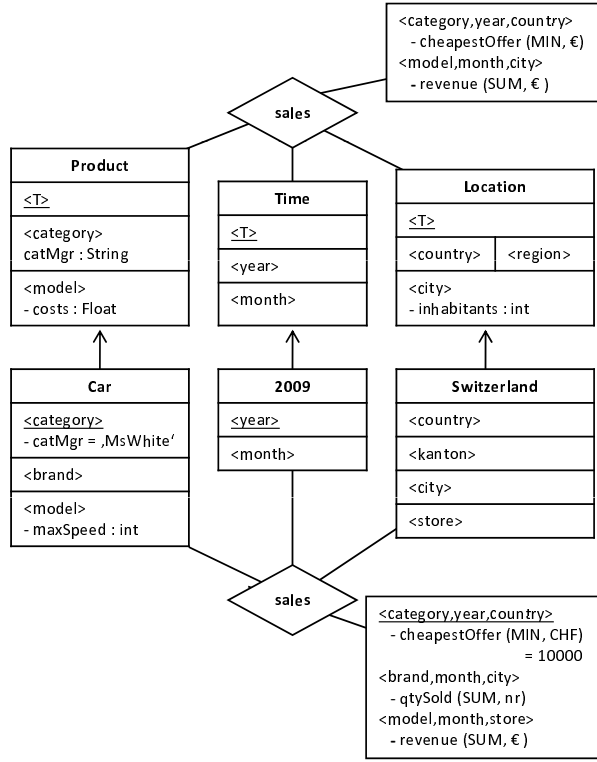 <category,year,country>
- cheapestOffer (MIN, €)
<model,month,city>
- revenue (SUM, € )
sales
Product
<T>
<category>
catMgr : String
<model>
- costs : Float
Time
<T>
<year>
<month>
Location
<T>
<country>
<region>
<city>
- inhabitants : int
Car
<category>
- catMgr = ‚MsWhite‘
<brand>
<model>
- maxSpeed : int
2009
<year>
<month>
Switzerland
<country>
<kanton>
<city>
<store>
sales
<category,year,country>
- cheapestOffer (MIN, CHF)
= 10000
<brand,month,city>
- qtySold (SUM, nr)
<model,month,store>
- revenue (SUM, € )